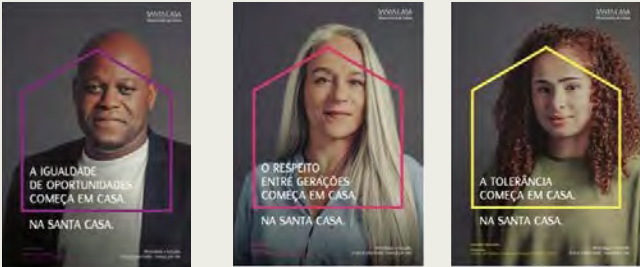 SANTA CASA
A IGUALDADE
DE OPORTUNIDADES
COMEÇA EM CASA.
NA SANTA CASA.
SANTA CASA
O RESPEITO
ENTRE GERAÇÕES
COMEÇA EM CASA.
NA SANTA CASA.
SANTA CASA
A TOLERÂNCIA
COMEÇA EM CASA.
NA SANTA CASA.